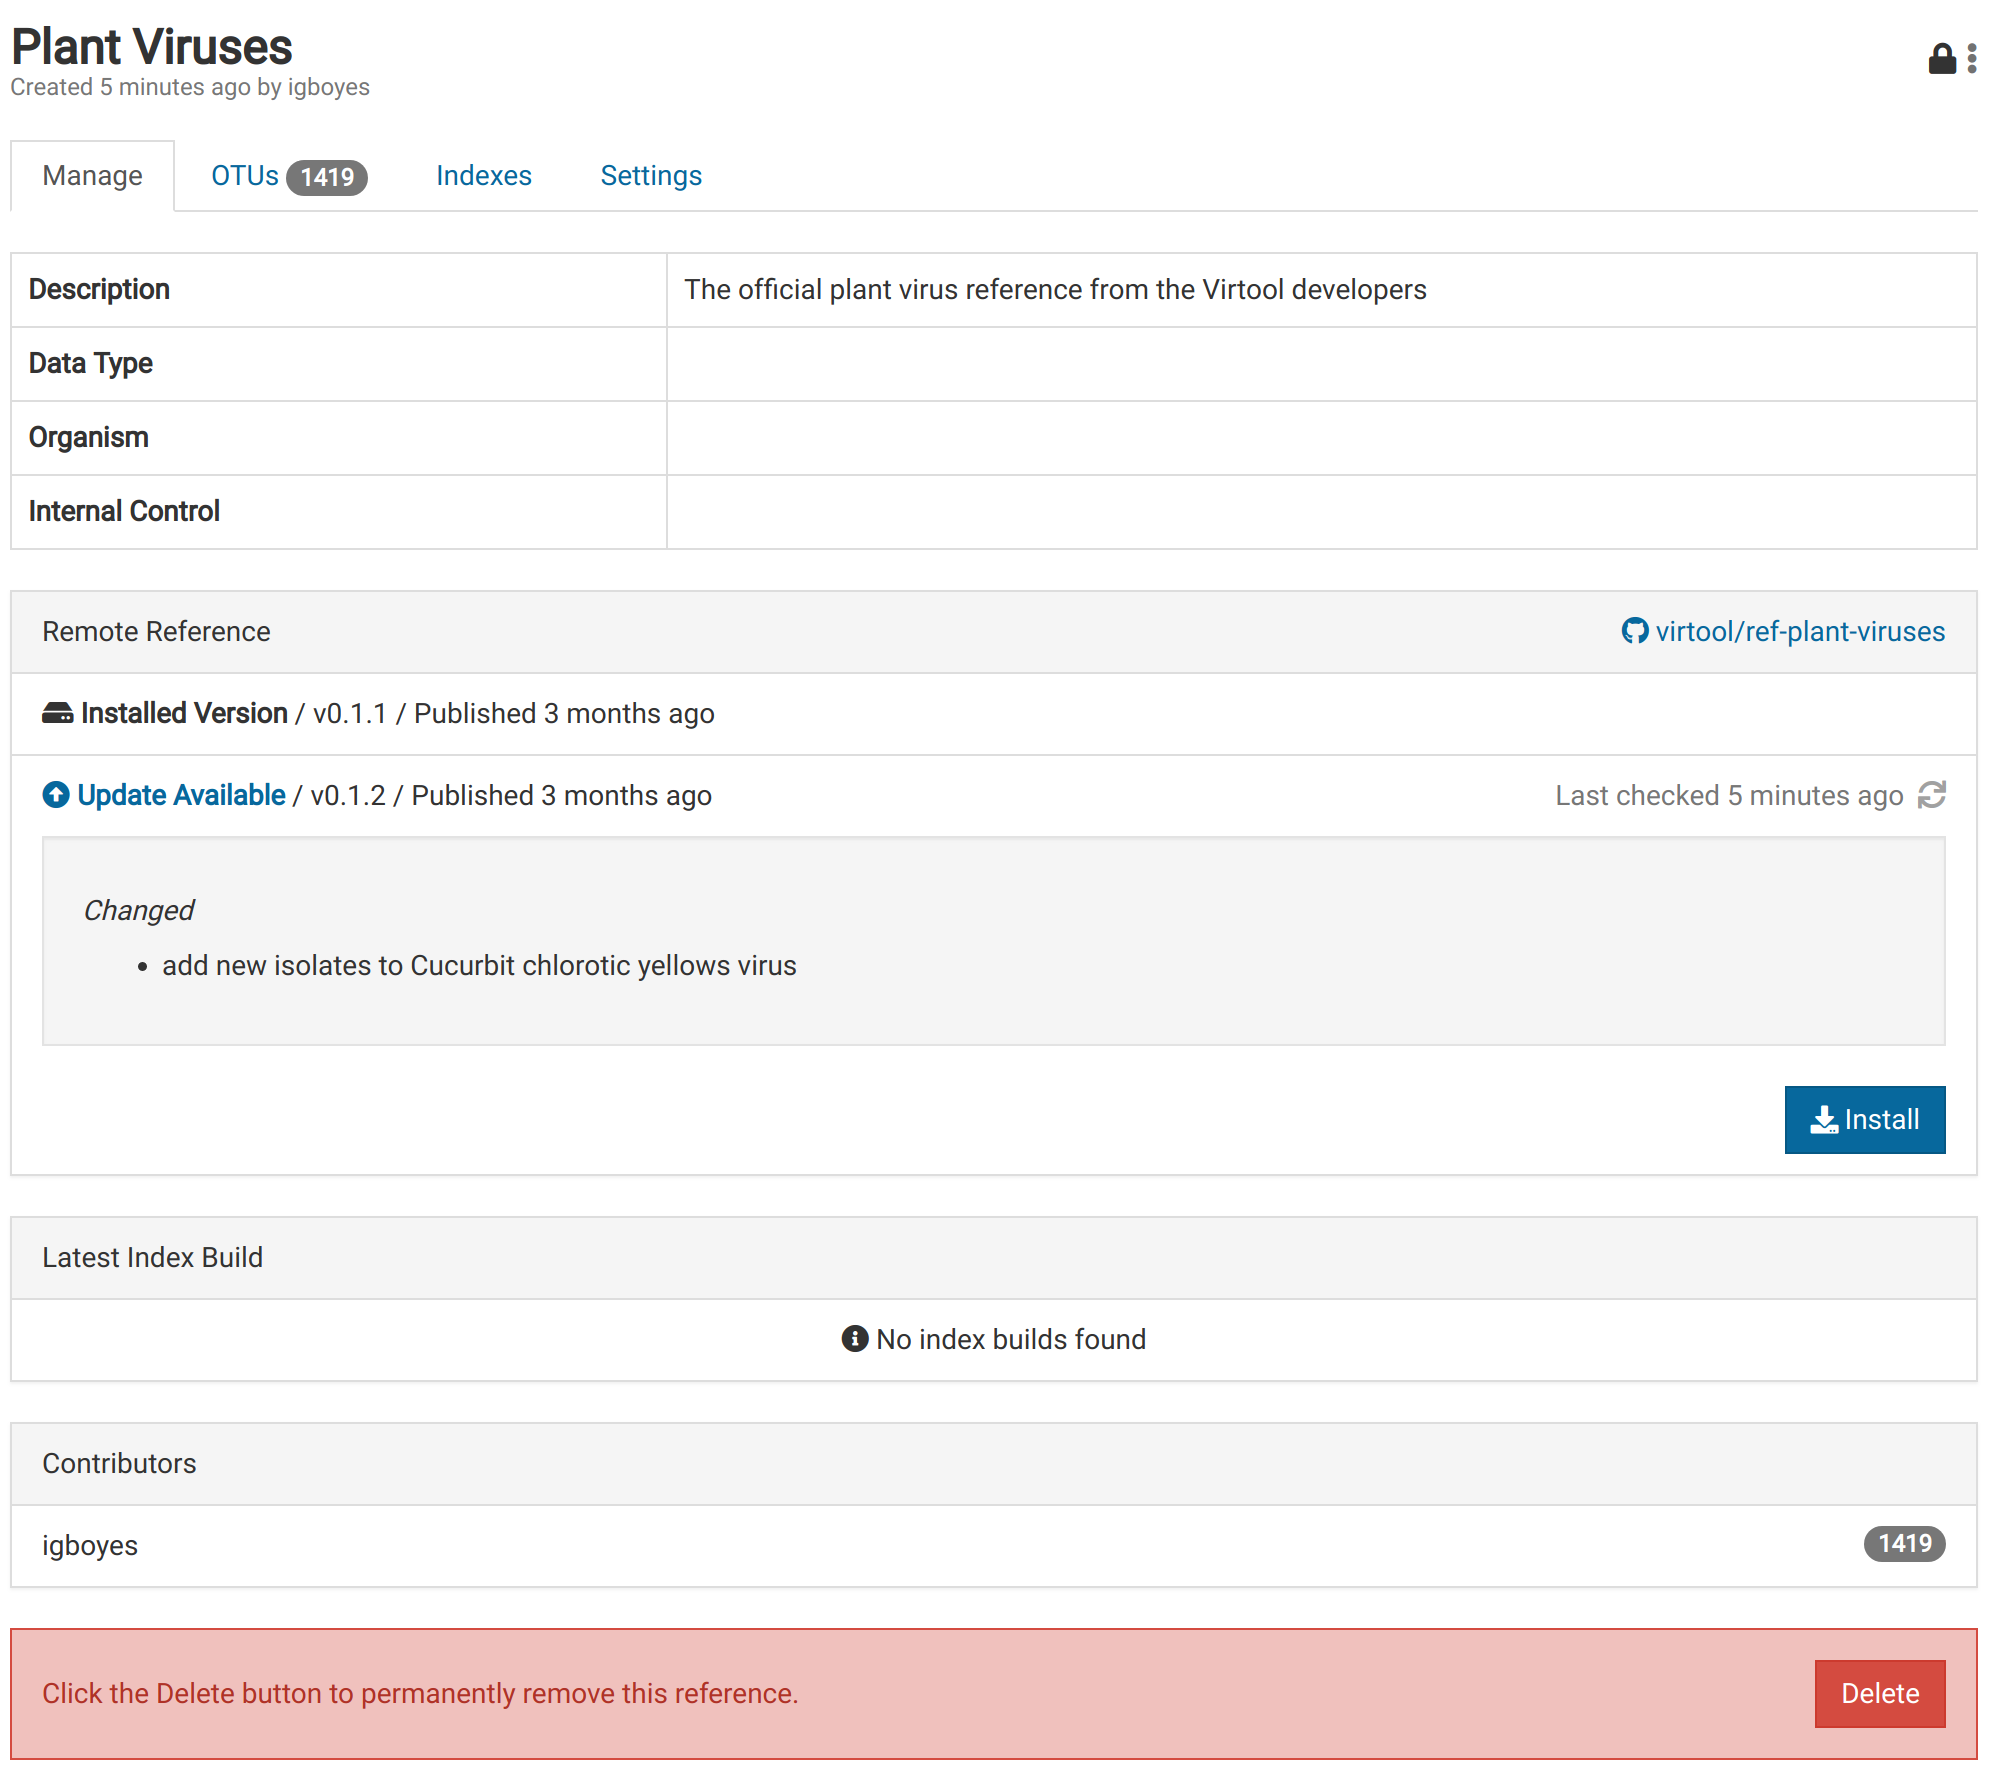 Plant Viruses
Created 5 minutes ago by igboyes
Manage
OTUs 1419
Indexes
Settings
Description
The official plant virus reference from the Virtool developers
Data Type
Organism
Internal Control
Remote Reference
virtool/ref-plant-viruses
Installed Version / v0.1.1 / Published 3 months ago
Update Available / v0.1.2 / Published 3 months ago
Last checked 5 minutes ago
Changed
• add new isolates to Cucurbit chlorotic yellows virus
Install
Latest Index Build
No index builds found
Contributors
igboyes
1419
Click the Delete button to permanently remove this reference.
Delete